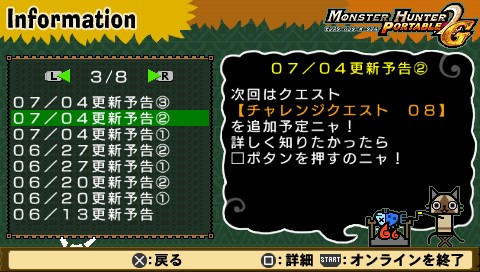 Information
MONSTER HUNTER
PORTABLE 2nd G
L 3/8 R
07/04更新予告③
07/04更新予告②
07/04更新予告①
06/27更新予告②
06/27更新予告①
06/20更新予告②
06/20更新予告①
06/13更新予告
07/04更新予告②
次回はクエスト
【チャレンジクエスト 08】
を追加予定ニャ!
詳しく知りたかったら
□ボタンを押すのニャ!
×:戻る □:詳細 START:オンラインを終了